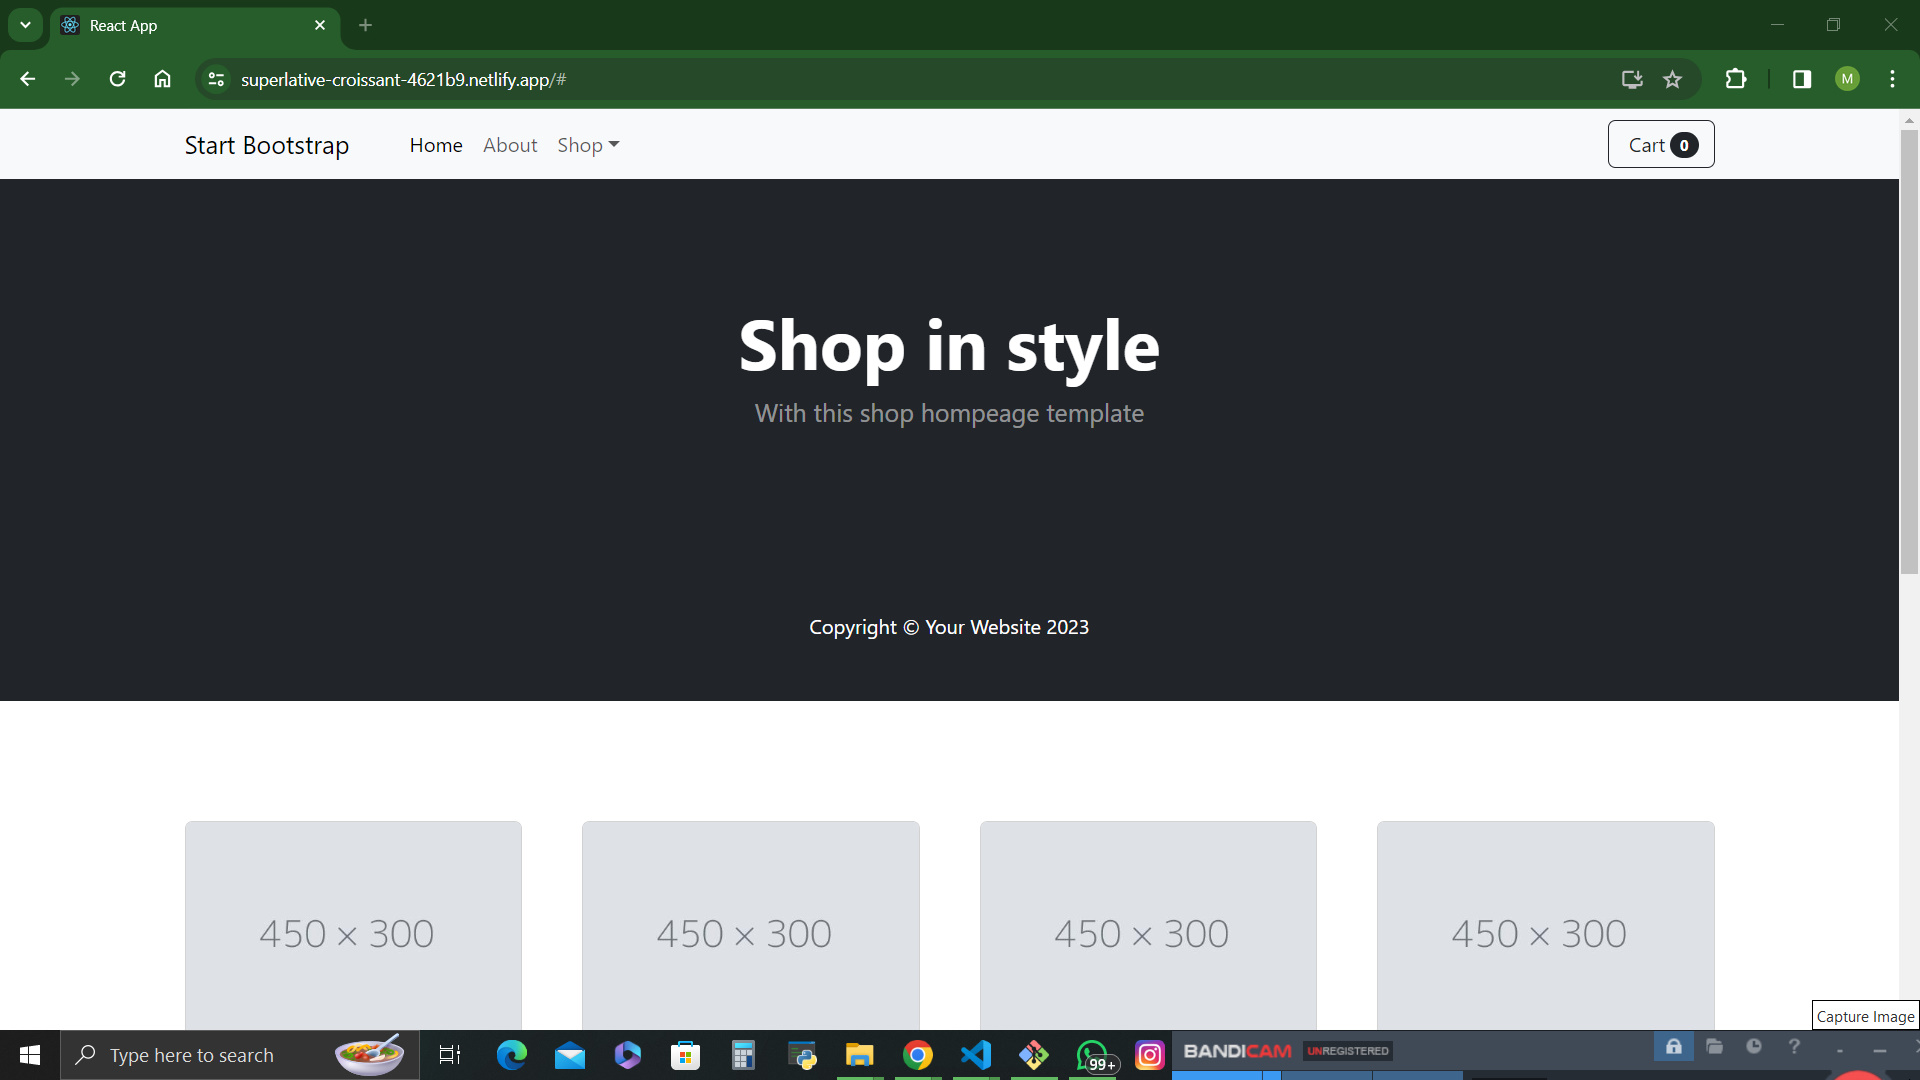 React App
superlative-croissant-4621b9.netlify.app/#
M
Start Bootstrap Home About Shop Cart 0
Shop in style
With this shop hompeage template
Copyright © Your Website 2023
450 × 300 450 × 300 450 × 300 450 × 300
Capture Image
Type here to search 99+ BANDICAM UNREGISTERED